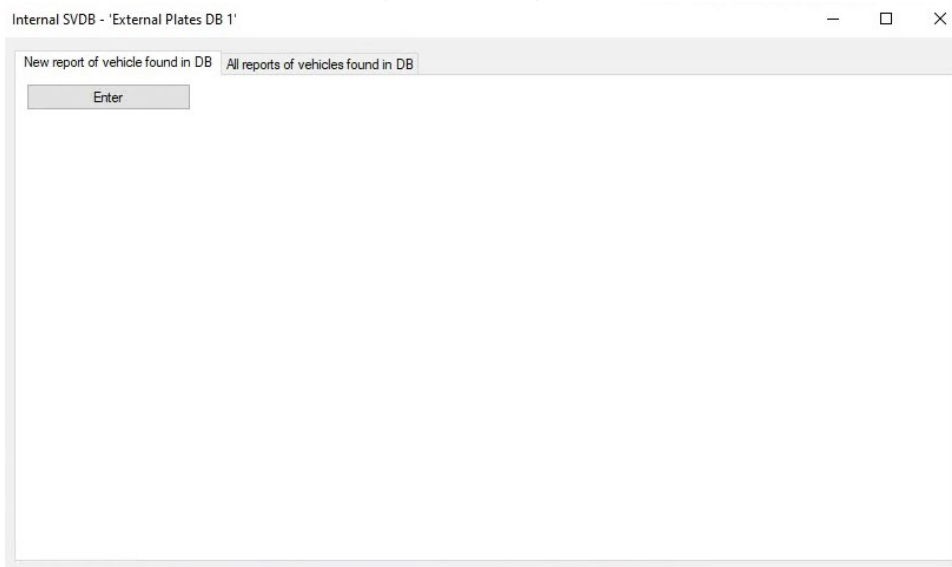 Internal SVDB - 'External Plates DB 1'
New report of vehicle found in DB
All reports of vehicles found in DB
Enter